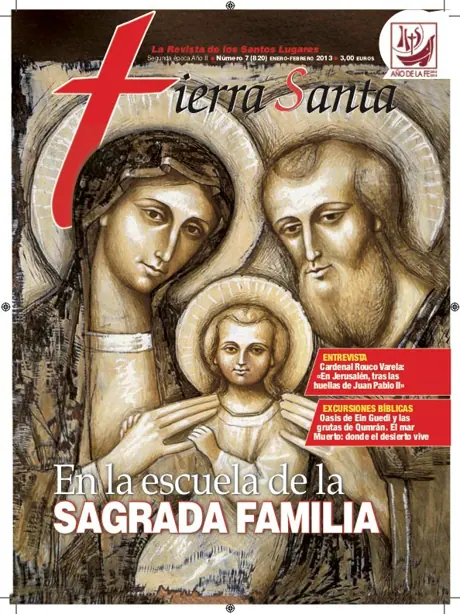 La Revista de los Santos Lugares
Segunda época Año II • Número 7 (820) ENERO-FEBRERO 2013 • 3,00 EUROS
AÑO DE LA FE
tierra Santa
ENTREVISTA
Cardenal Rouco Varela:
«En Jerusalén, tras las
huellas de Juan Pablo II»
EXCURSIONES BÍBLICAS
Oasis de Ein Guedi y las
grutas de Qumrán. El mar
Muerto: donde el desierto vive
En la escuela de la
SAGRADA FAMILIA